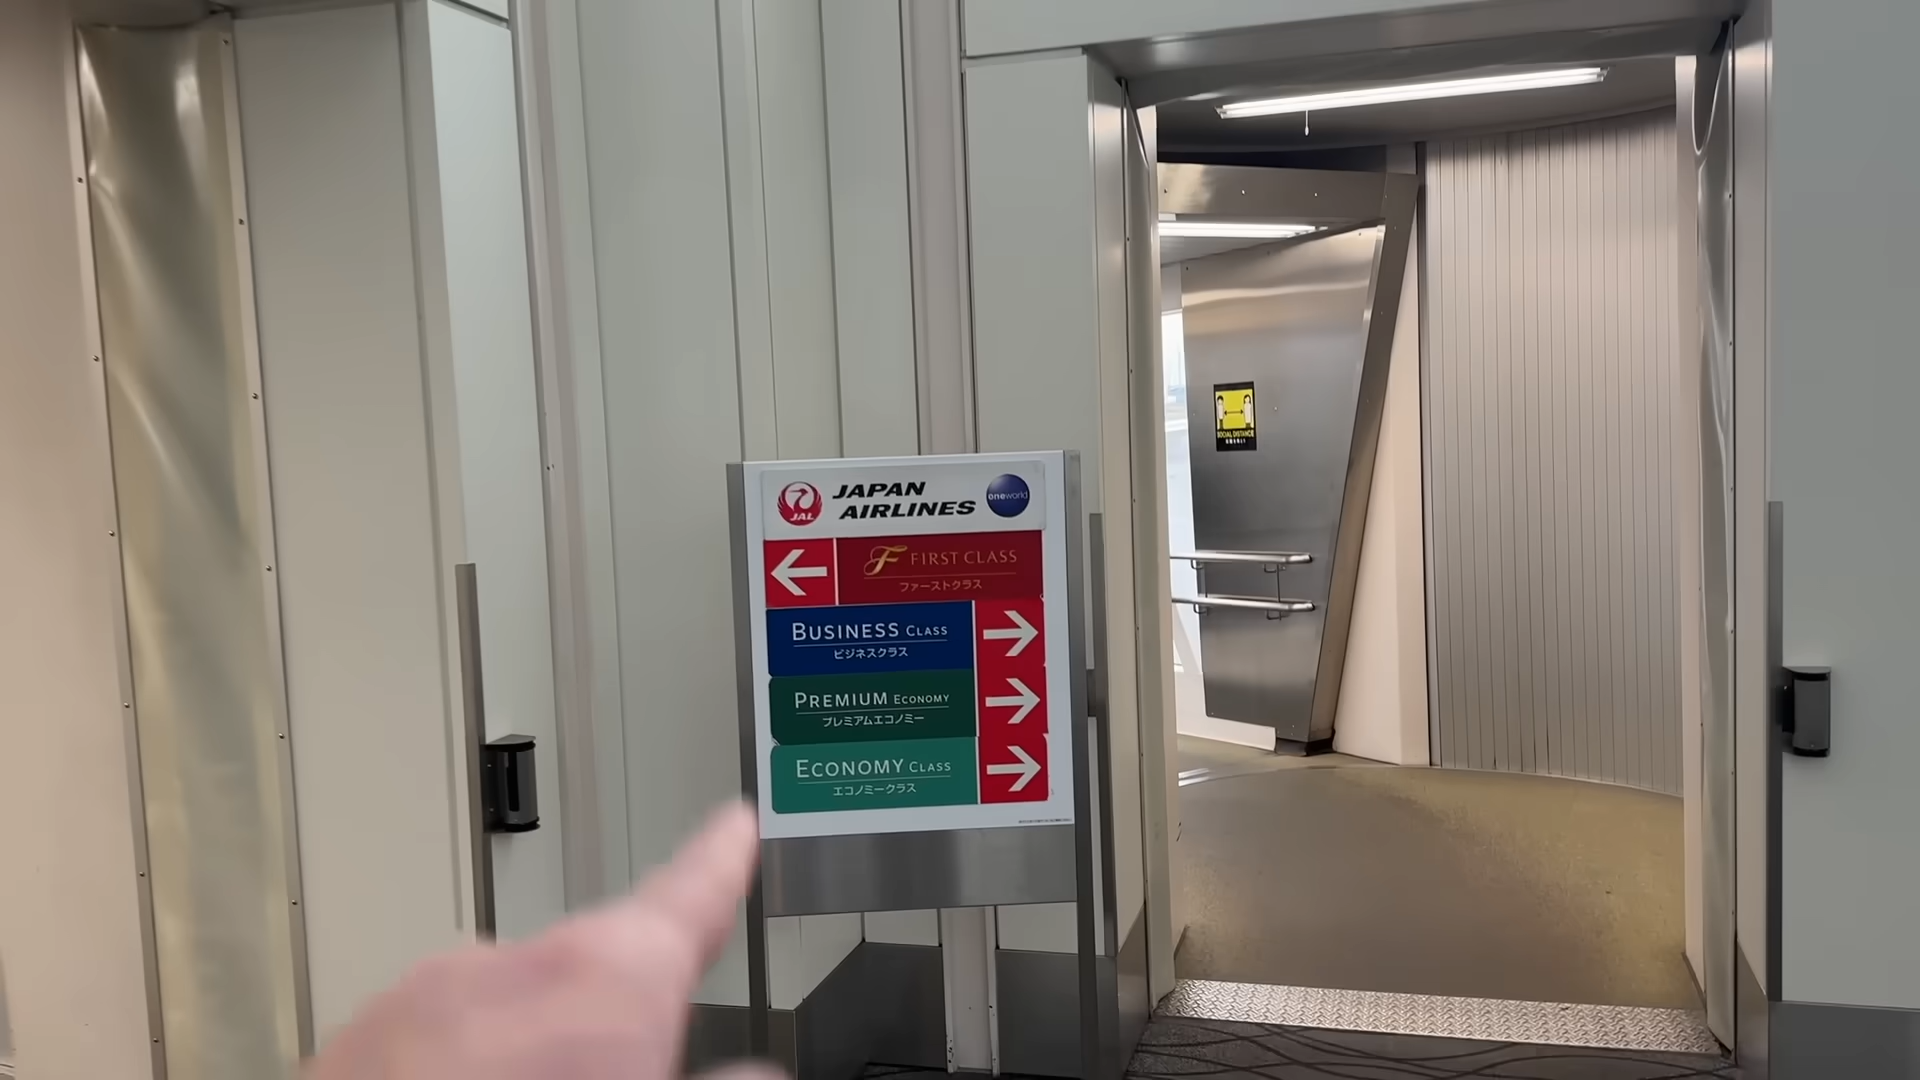 JAL
JAPAN
AIRLINES
oneworld
F FIRST CLASS
ファーストクラス
BUSINESS CLASS
ビジネスクラス
PREMIUM ECONOMY
プレミアムエコノミー
ECONOMY CLASS
エコノミークラス
SOCIAL DISTANCE